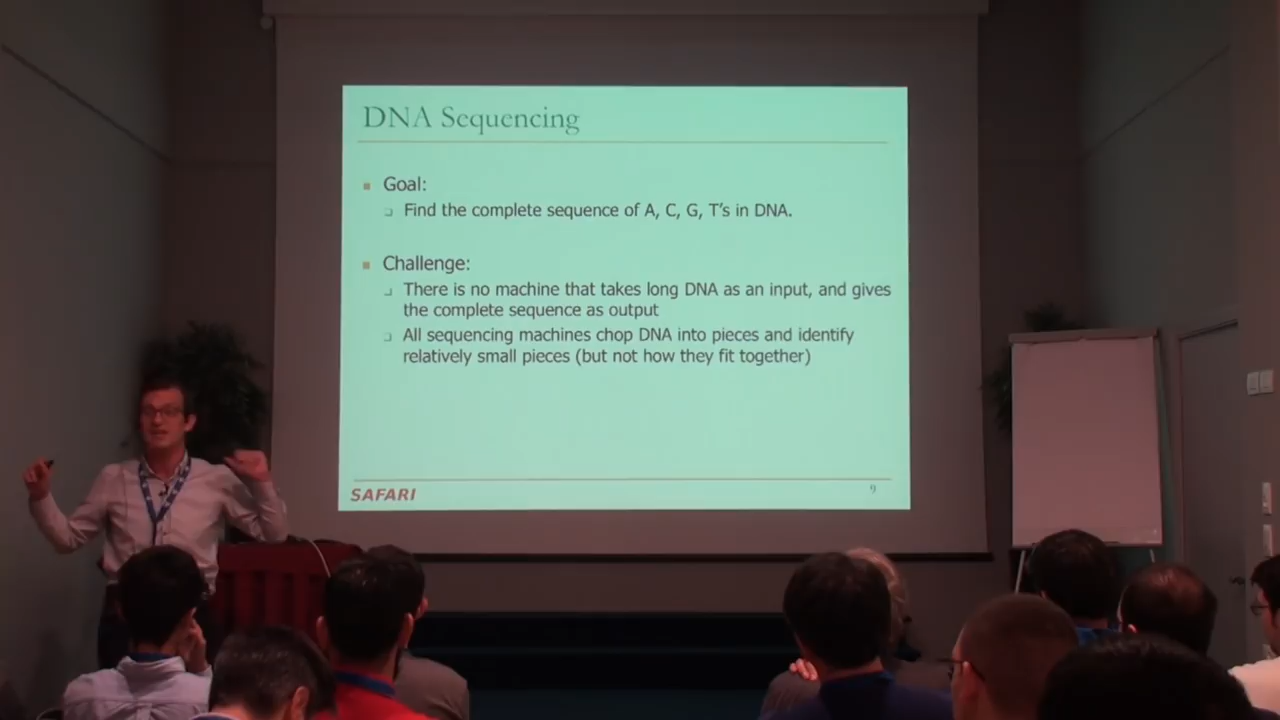 DNA Sequencing
Goal:
Find the complete sequence of A, C, G, T's in DNA.
Challenge:
There is no machine that takes long DNA as an input, and gives
the complete sequence as output
All sequencing machines chop DNA into pieces and identify
relatively small pieces (but not how they fit together)
SAFARI
9